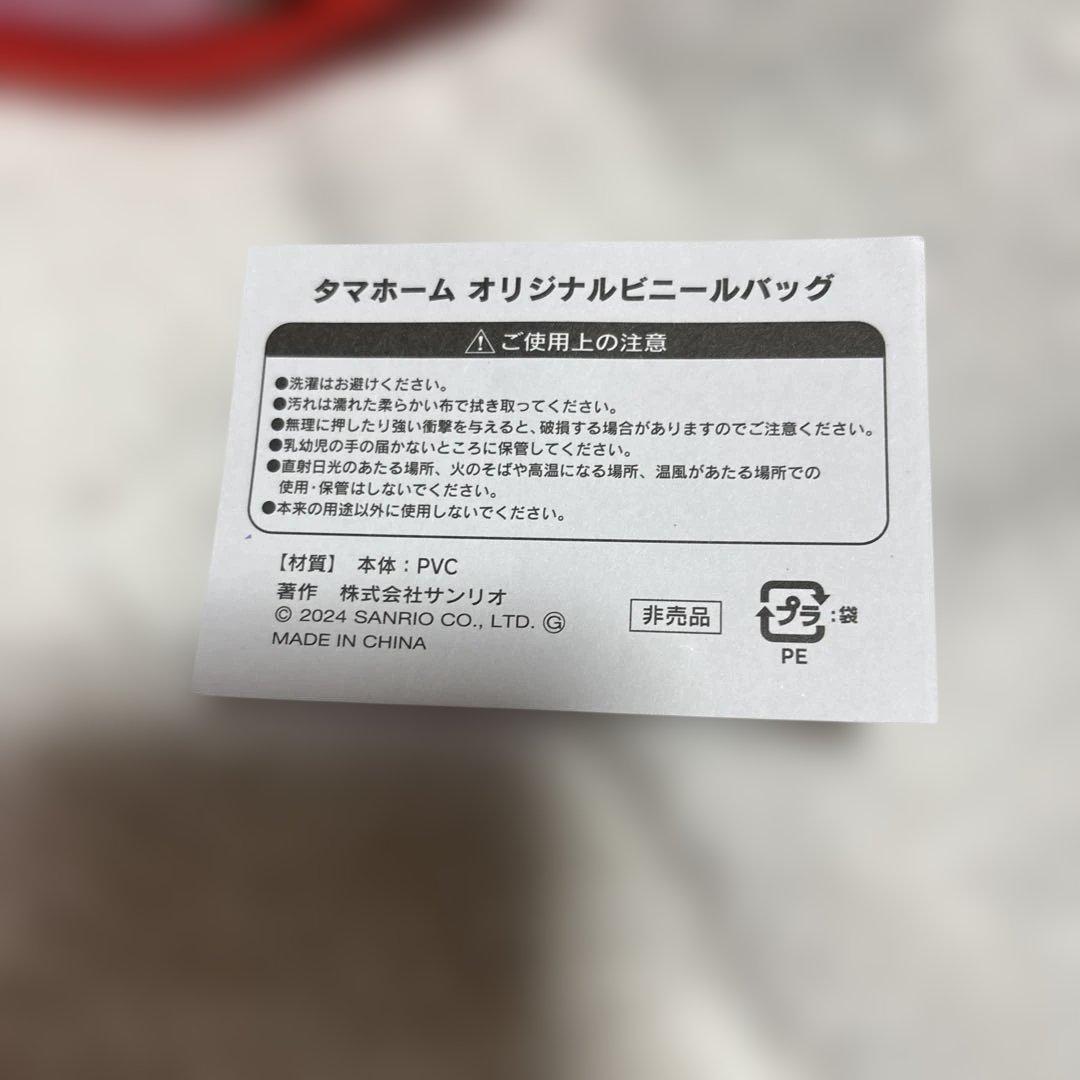 タマホーム オリジナルビニールバッグ
⚠ご使用上の注意
●洗濯はお避けください。
●汚れは濡れた柔らかい布で拭き取ってください。
●無理に押したり強い衝撃を与えると、破損する場合がありますのでご注意ください。
●乳幼児の手の届かないところに保管してください。
●直射日光のあたる場所、火のそばや高温になる場所、温風があたる場所での
使用・保管はしないでください。
●本来の用途以外に使用しないでください。
【材質】 本体：PVC
著作 株式会社サンリオ
© 2024 SANRIO CO., LTD. Ⓖ
MADE IN CHINA
非売品
プラ :袋
PE